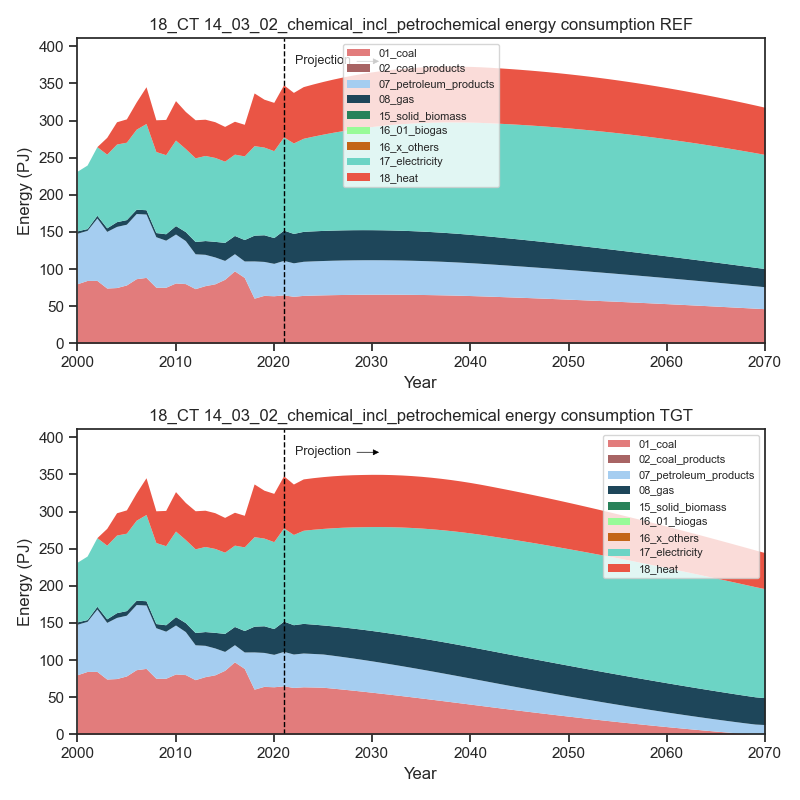 18_CT 14_03_02_chemical_incl_petrochemical energy consumption REF
400
350
300
250
200
150
100
50
0
Energy (PJ)
Projection
01_coal
02_coal_products
07_petroleum_products
08_gas
15_solid_biomass
16_01_biogas
16_x_others
17_electricity
18_heat
2000 2010 2020 2030 2040 2050 2060 2070
Year
18_CT 14_03_02_chemical_incl_petrochemical energy consumption TGT
400
350
300
250
200
150
100
50
0
Energy (PJ)
Projection
01_coal
02_coal_products
07_petroleum_products
08_gas
15_solid_biomass
16_01_biogas
16_x_others
17_electricity
18_heat
2000 2010 2020 2030 2040 2050 2060 2070
Year